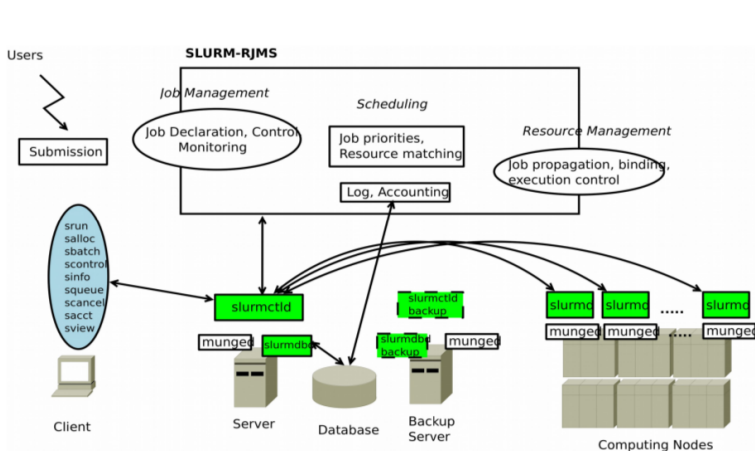 SLURM-RJMS
Users
Job Management
Scheduling
Resource Management
Job Declaration, Control
Monitoring
Job priorities,
Resource matching
Submission
Job propagation, binding,
execution control
Log, Accounting
srun
salloc
sbatch
scontrol
sinfo
squeue
scancel
sacct
sview
slurmctld
slurmctld
backup
slurmd
slurmd
.....
slurmd
munged
slurmdbd
slurmdbd
backup
munged
munged
munged
.....
munged
Client
Server
Database
Backup
Server
Computing Nodes